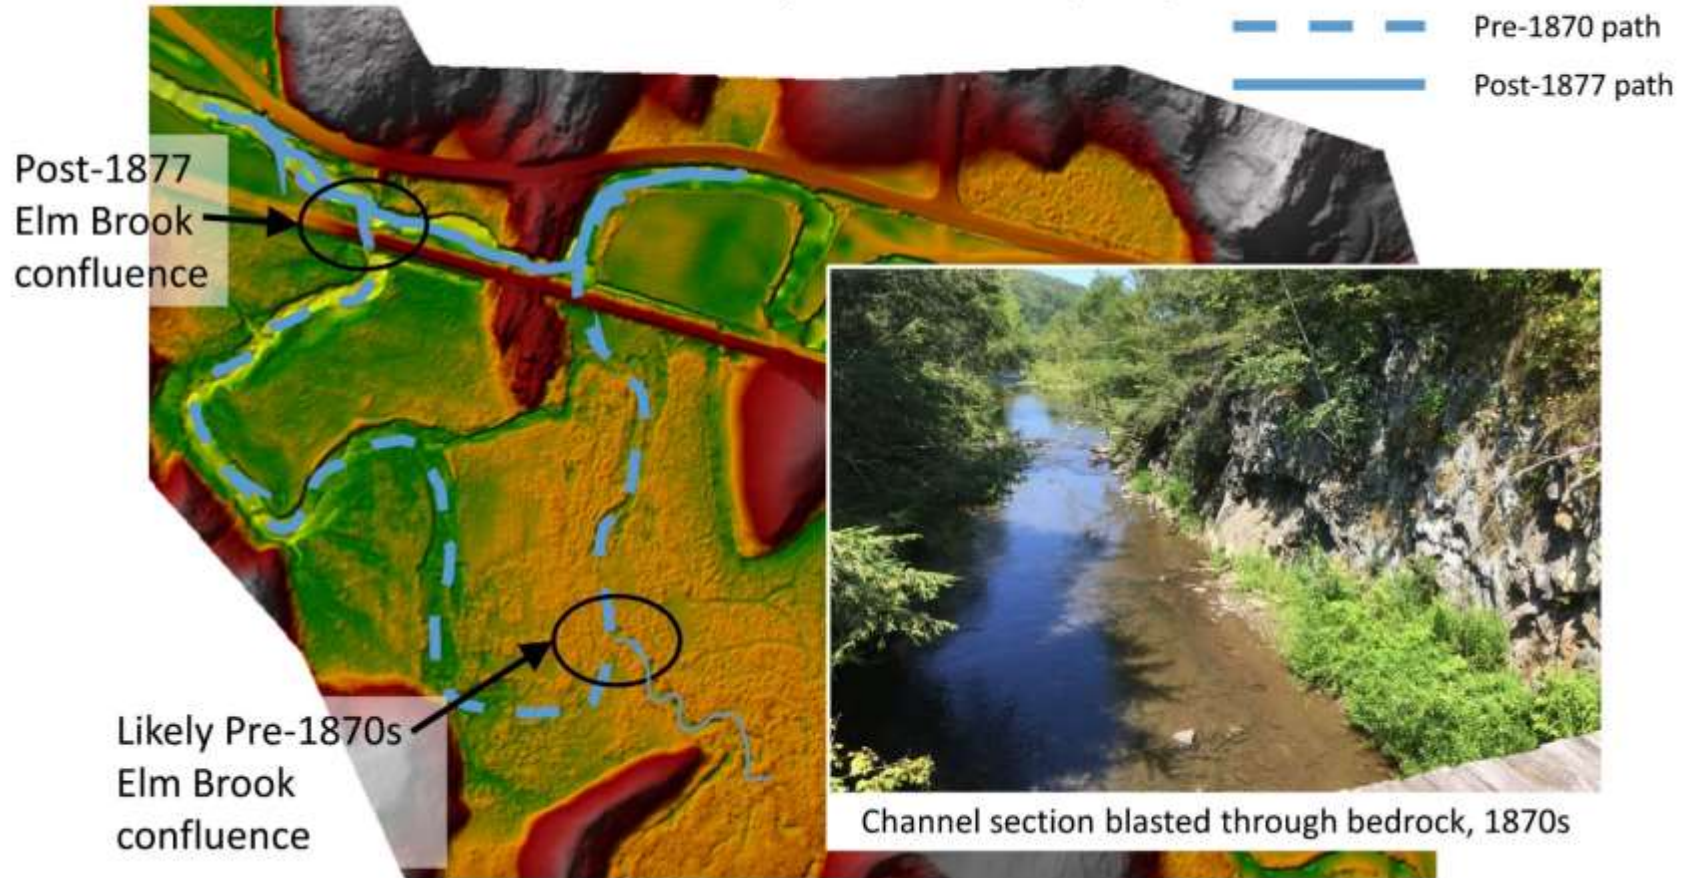 Pre-1870 path
Post-1877 path
Post-1877
Elm Brook
confluence
Likely Pre-1870s
Elm Brook
confluence
Channel section blasted through bedrock, 1870s